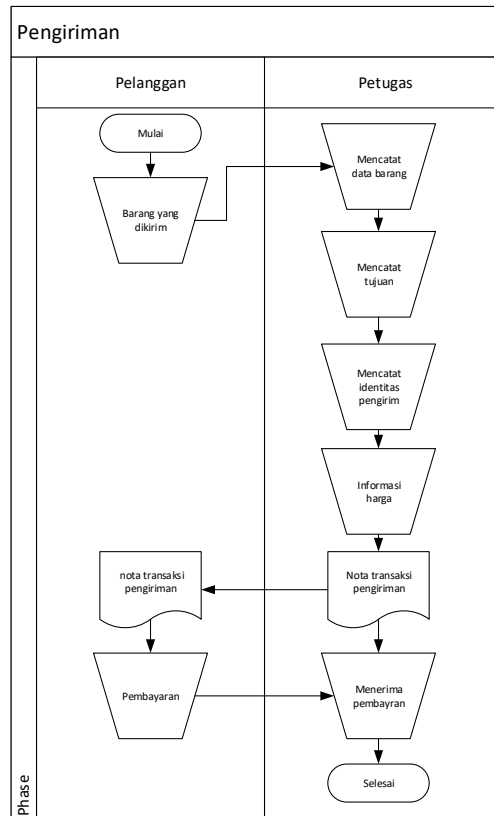 Pengiriman
Pelanggan
Petugas
Mulai
Mencatat
data barang
Barang yang
dikirim
Mencatat
tujuan
Mencatat
identitas
pengirim
Informasi
harga
nota transaksi
pengiriman
Nota transaksi
pengiriman
Pembayaran
Menerima
pembayran
Selesai
Phase